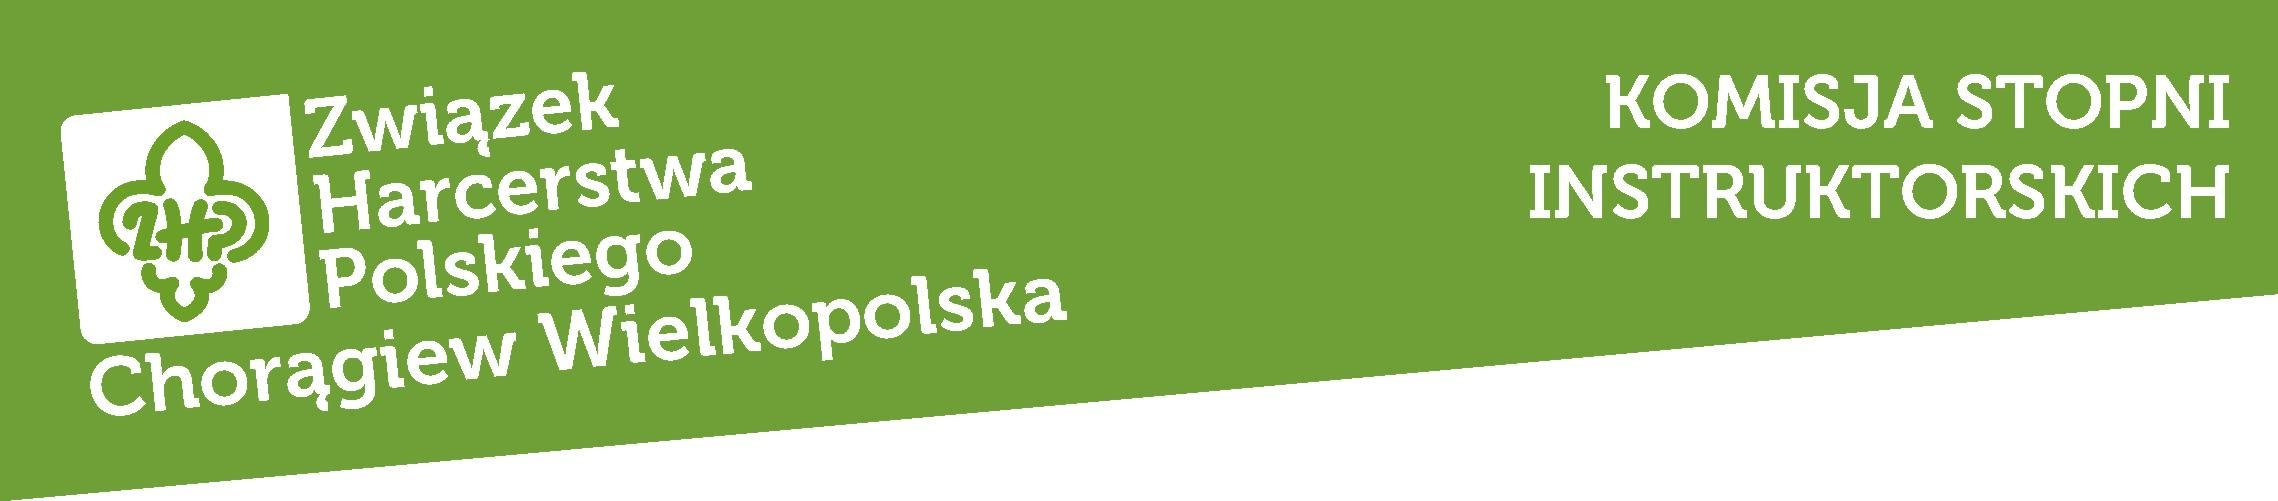 ZHP
Związek
Harcerstwa
Polskiego
Chorągiew Wielkopolska
KOMISJA STOPNI
INSTRUKTORSKICH